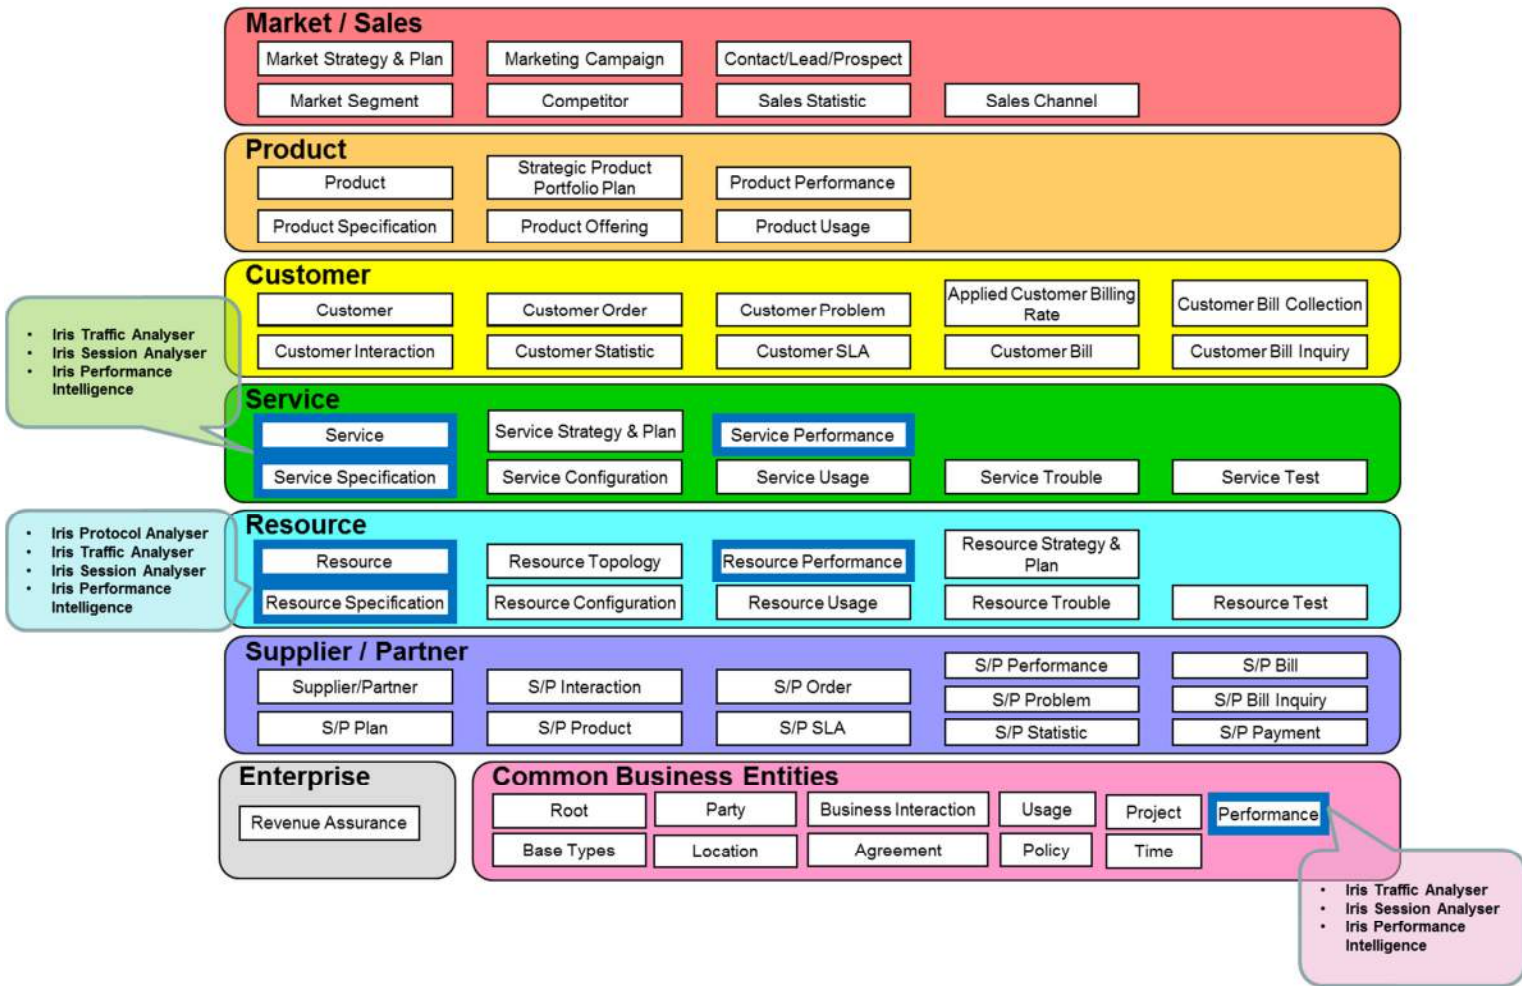 Market / Sales
Market Strategy & Plan
Marketing Campaign
Contact/Lead/Prospect
Market Segment
Competitor
Sales Statistic
Sales Channel
Product
Product
Strategic Product
Portfolio Plan
Product Performance
Product Specification
Product Offering
Product Usage
Customer
Customer
Customer Order
Customer Problem
Applied Customer Billing
Rate
Customer Bill Collection
Customer Interaction
Customer Statistic
Customer SLA
Customer Bill
Customer Bill Inquiry
• Iris Traffic Analyser
• Iris Session Analyser
• Iris Performance
Intelligence
Service
Service
Service Strategy & Plan
Service Performance
Service Specification
Service Configuration
Service Usage
Service Trouble
Service Test
• Iris Protocol Analyser
• Iris Traffic Analyser
• Iris Session Analyser
• Iris Performance
Intelligence
Resource
Resource
Resource Topology
Resource Performance
Resource Strategy &
Plan
Resource Specification
Resource Configuration
Resource Usage
Resource Trouble
Resource Test
Supplier / Partner
Supplier/Partner
S/P Interaction
S/P Order
S/P Performance
S/P Bill
S/P Problem
S/P Bill Inquiry
S/P Plan
S/P Product
S/P SLA
S/P Statistic
S/P Payment
Enterprise
Revenue Assurance
Common Business Entities
Root
Party
Business Interaction
Usage
Project
Performance
Base Types
Location
Agreement
Policy
Time
• Iris Traffic Analyser
• Iris Session Analyser
• Iris Performance
Intelligence